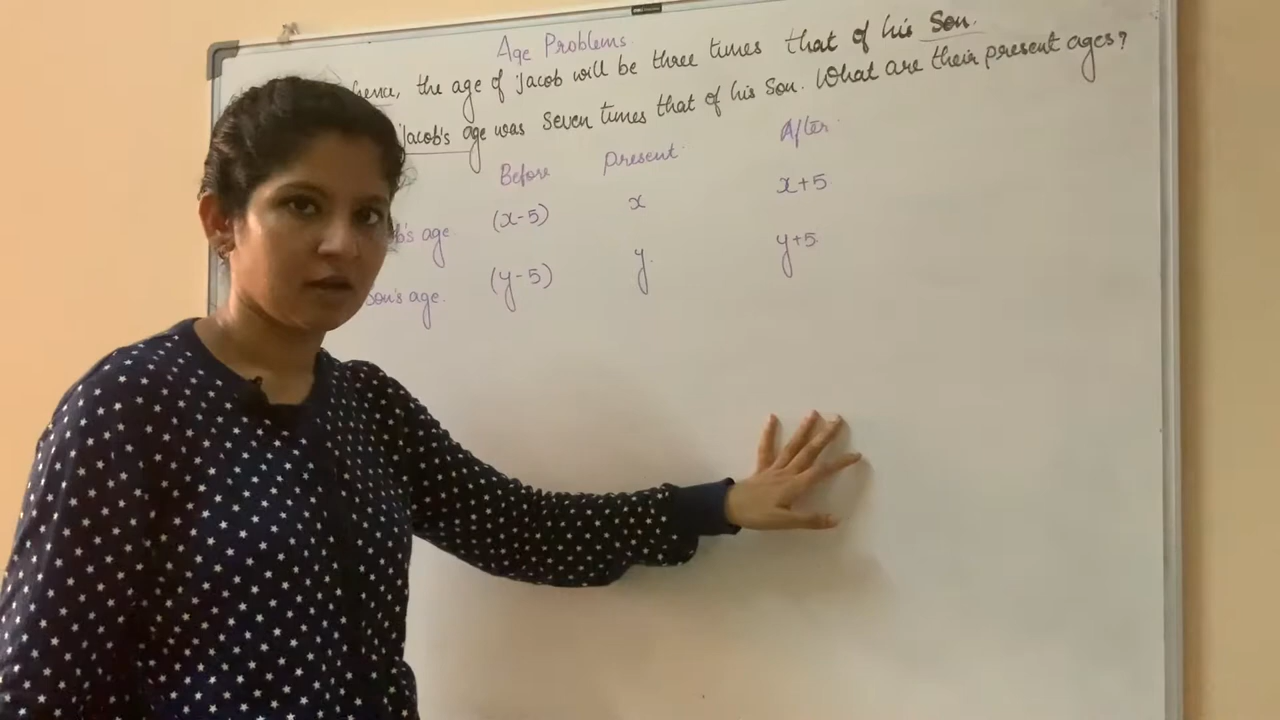 Age Problems.
hence, the age of Jacob will be three times that of his Son.
Jacob's age was seven times that of his Son. What are their present ages?
Before Present After
b's age. (x-5) x x+5
son's age. (y-5) y y+5